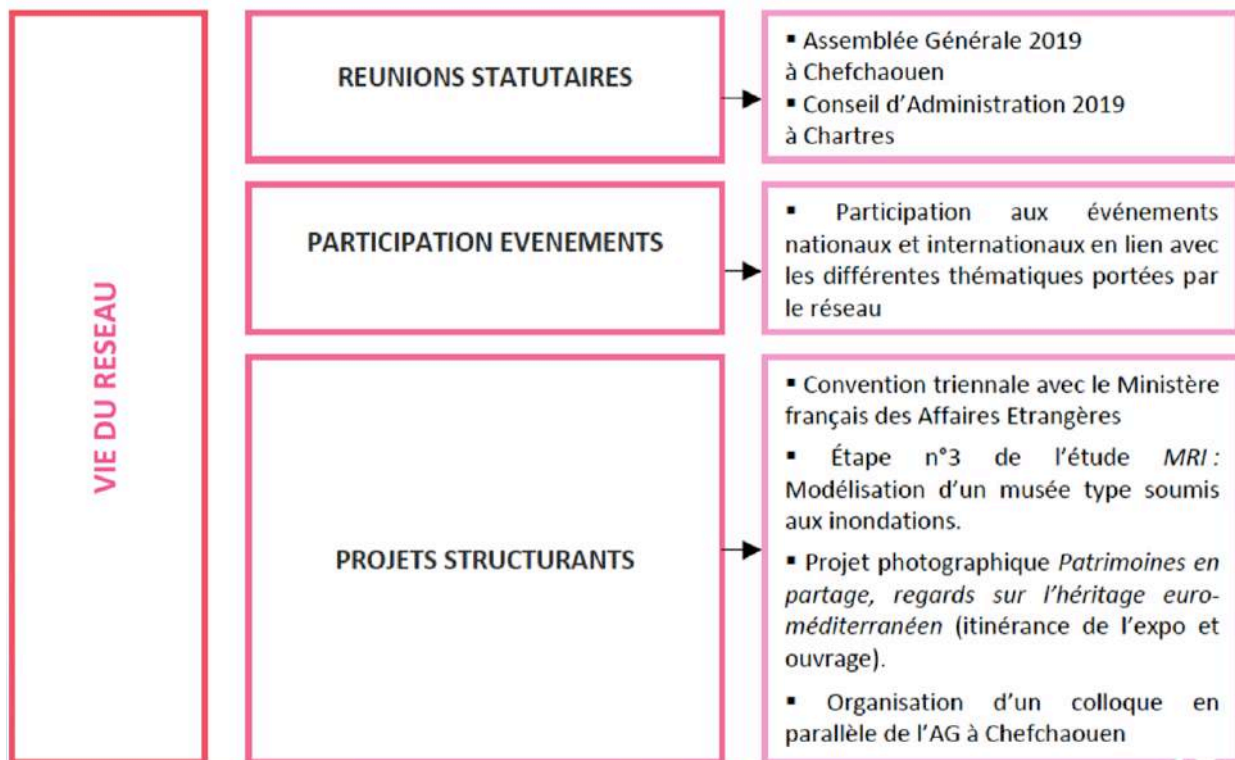 VIE DU RESEAU
REUNIONS STATUTAIRES
▪ Assemblée Générale 2019
à Chefchaouen
▪ Conseil d’Administration 2019
à Chartres
PARTICIPATION EVENEMENTS
▪ Participation aux événements
nationaux et internationaux en lien avec
les différentes thématiques portées par
le réseau
PROJETS STRUCTURANTS
▪ Convention triennale avec le Ministère
français des Affaires Etrangères
▪ Étape n°3 de l’étude MRI :
Modélisation d’un musée type soumis
aux inondations.
▪ Projet photographique Patrimoines en
partage, regards sur l’héritage euro-
méditerranéen (itinérance de l’expo et
ouvrage).
▪ Organisation d’un colloque en
parallèle de l’AG à Chefchaouen